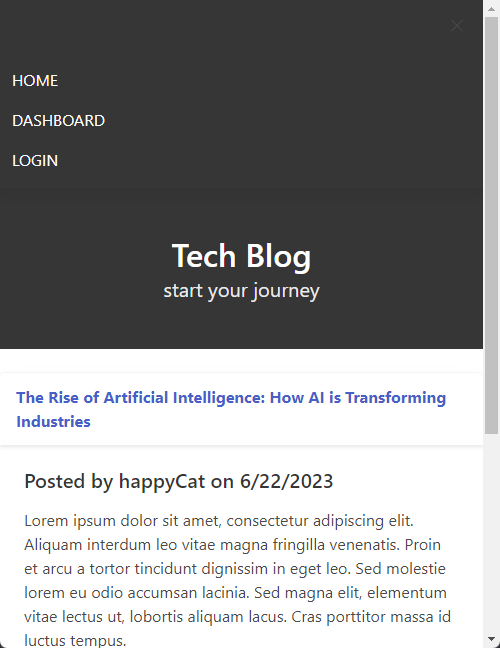 HOME
DASHBOARD
LOGIN
Tech Blog
start your journey
The Rise of Artificial Intelligence: How AI is Transforming
Industries
Posted by happyCat on 6/22/2023
Lorem ipsum dolor sit amet, consectetur adipiscing elit.
Aliquam interdum leo vitae magna fringilla venenatis. Proin
et arcu a tortor tincidunt dignissim in eget leo. Sed molestie
lorem eu odio accumsan lacinia. Sed magna elit, elementum
vitae lectus ut, lobortis aliquam lacus. Cras porttitor massa id
luctus tempus.